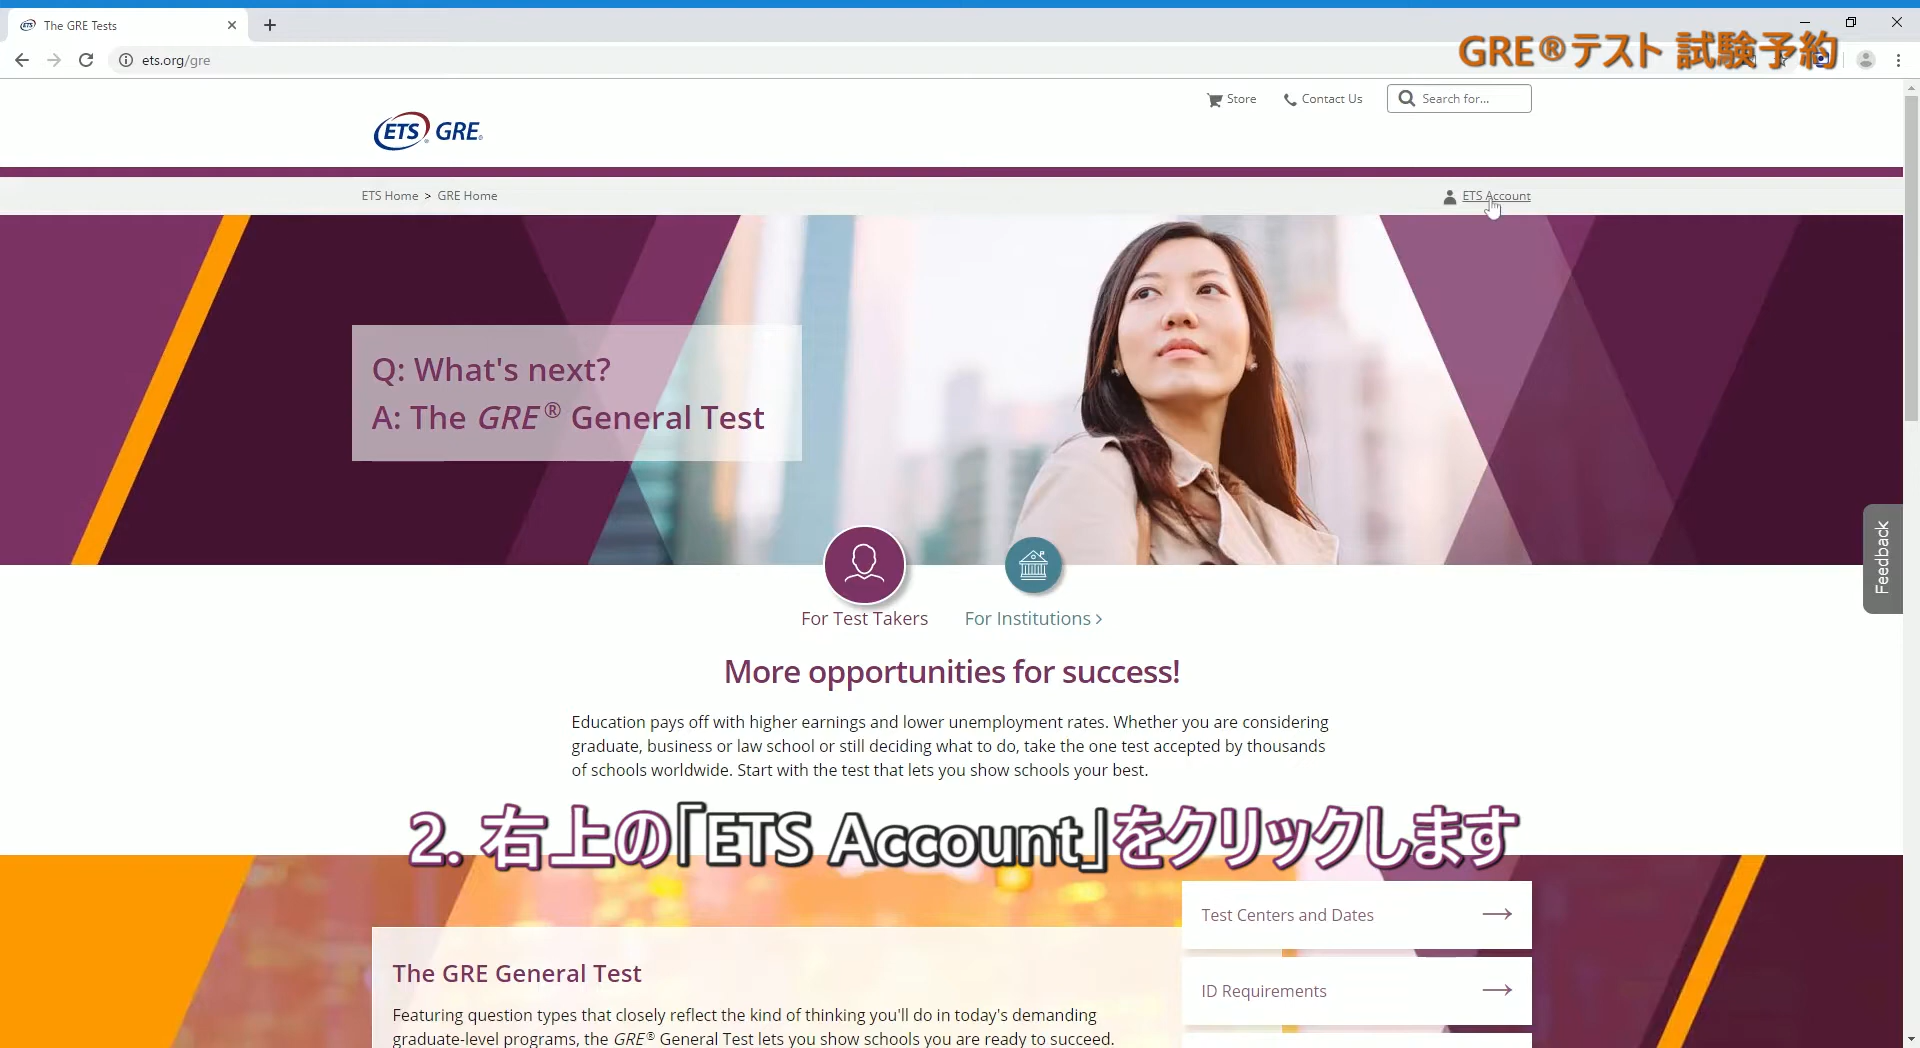 The GRE Tests
ets.org/gre
GRE®テスト 試験予約
Store
Contact Us
Search for...
ETS GRE®
ETS Home > GRE Home
ETS Account
Q: What's next?
A: The GRE® General Test
Feedback
For Test Takers
For Institutions >
More opportunities for success!
Education pays off with higher earnings and lower unemployment rates. Whether you are considering
graduate, business or law school or still deciding what to do, take the one test accepted by thousands
of schools worldwide. Start with the test that lets you show schools your best.
2. 右上の「ETS Account」をクリックします
Test Centers and Dates
ID Requirements
The GRE General Test
Featuring question types that closely reflect the kind of thinking you'll do in today's demanding
graduate-level programs, the GRE® General Test lets you show schools you are ready to succeed.